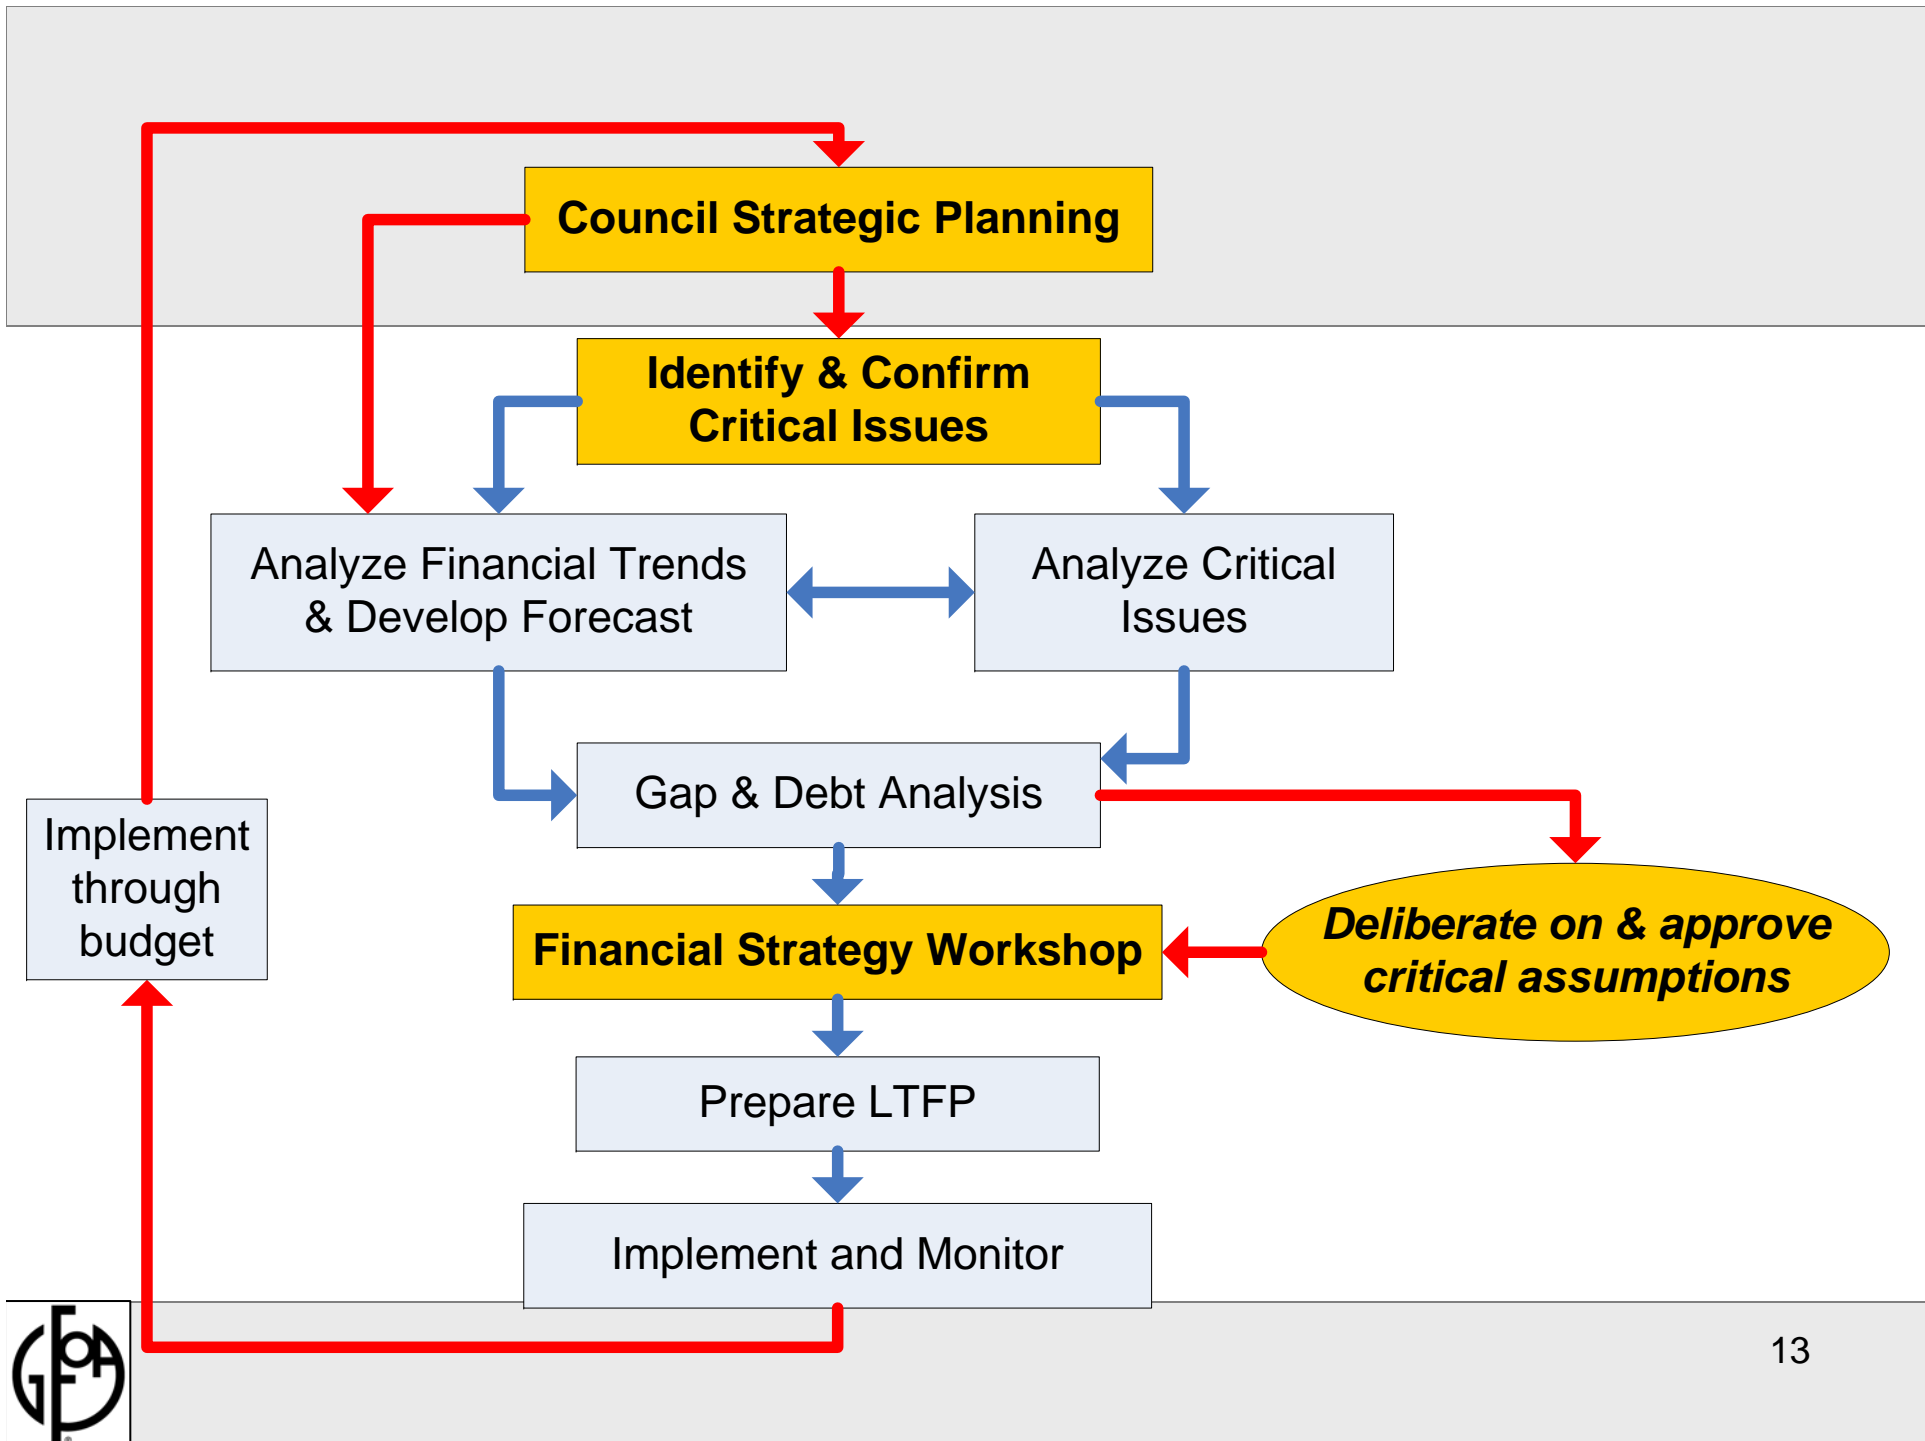 Council Strategic Planning
Identify & Confirm
Critical Issues
Analyze Financial Trends
& Develop Forecast
Analyze Critical
Issues
Gap & Debt Analysis
Implement
through
budget
Deliberate on & approve
critical assumptions
Financial Strategy Workshop
Prepare LTFP
Implement and Monitor
GFOA
13